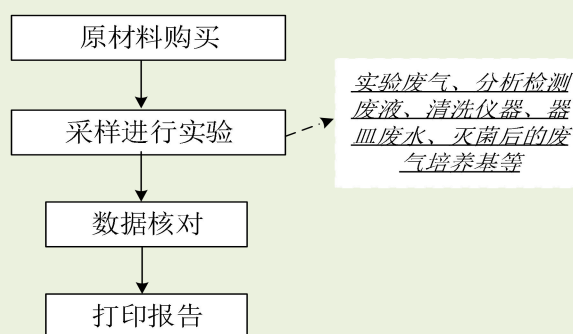 原材料购买
采样进行实验
实验废气、分析检测
废液、清洗仪器、器
皿废水、灭菌后的废
气培养基等
数据核对
打印报告